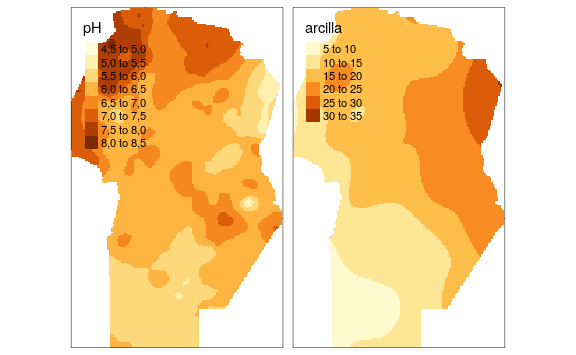 pH
4,5 to 5,0
5,0 to 5,5
5,5 to 6,0
6,0 to 6,5
6,5 to 7,0
7,0 to 7,5
7,5 to 8,0
8,0 to 8,5
arcilla
5 to 10
10 to 15
15 to 20
20 to 25
25 to 30
30 to 35